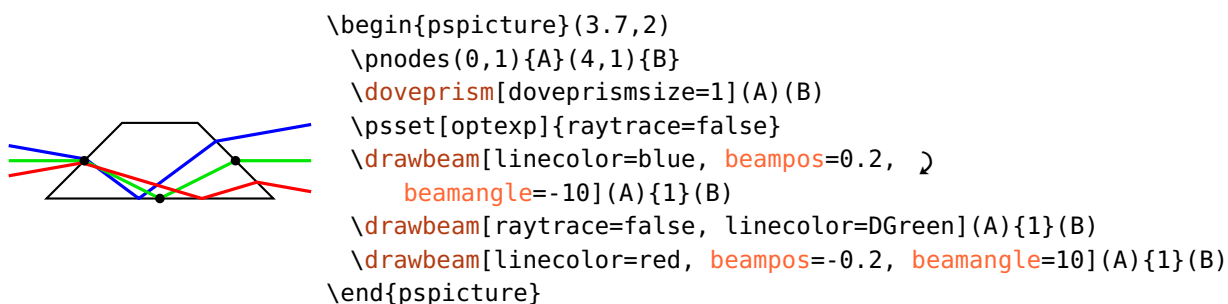 \begin{pspicture}(3.7,2)
\pnodes(0,1){A}(4,1){B}
\doveprism[doveprismsize=1](A)(B)
\psset[optexp]{raytrace=false}
\drawbeam[linecolor=blue, beampos=0.2,
beamangle=-10](A){1}(B)
\drawbeam[raytrace=false, linecolor=DGreen](A){1}(B)
\drawbeam[linecolor=red, beampos=-0.2, beamangle=10](A){1}(B)
\end{pspicture}